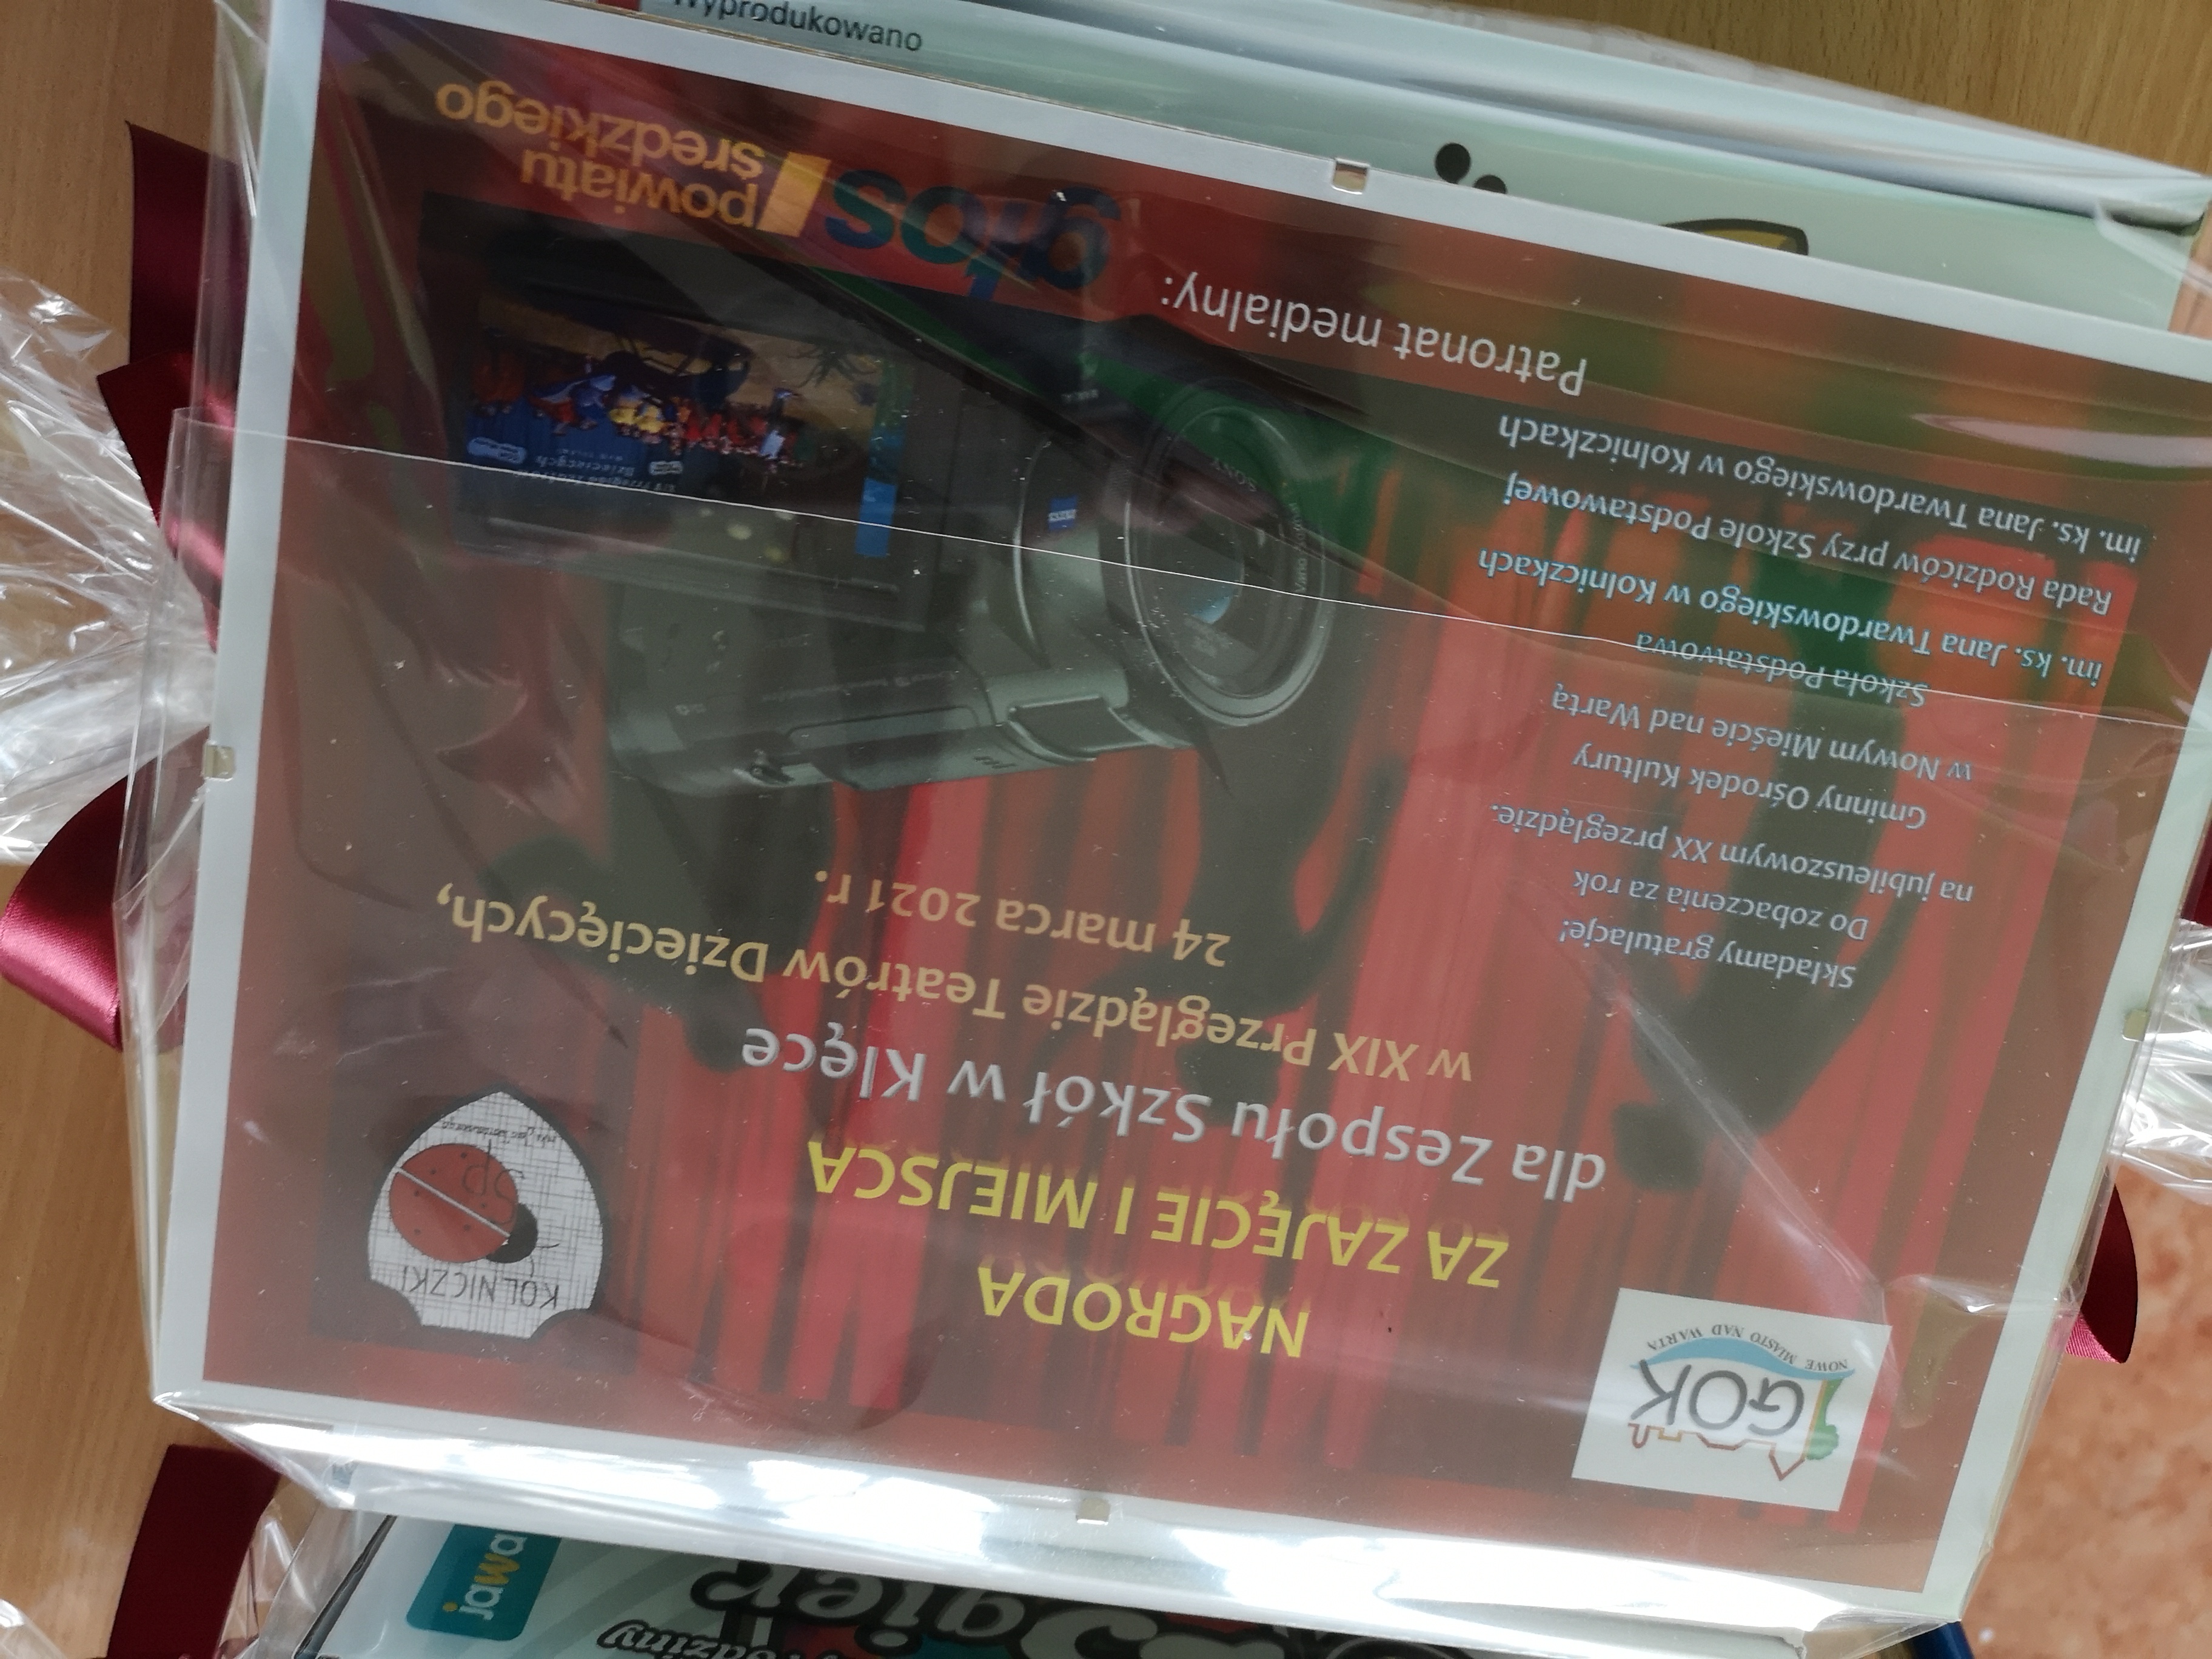 GOK
NOWE MIASTO NAD WARTĄ
KOLNICZKI
SP
NAGRODA
ZA ZAJĘCIE I MIEJSCA
dla Zespołu Szkół w Klęce
w XIX Przeglądzie Teatrów Dziecięcych,
24 marca 2021 r.
Składamy gratulacje!
Do zobaczenia za rok
na jubileuszowym XX przeglądzie.
Gminny Ośrodek Kultury
w Nowym Mieście nad Wartą
Szkoła Podstawowa
im. ks. Jana Twardowskiego w Kolniczkach
Rada Rodziców przy Szkole Podstawowej
im. ks. Jana Twardowskiego w Kolniczkach
SONY
Dziecięcych
Patronat medialny:
głos
powiatu
średzkiego
Wyprodukowano
jawa
gier